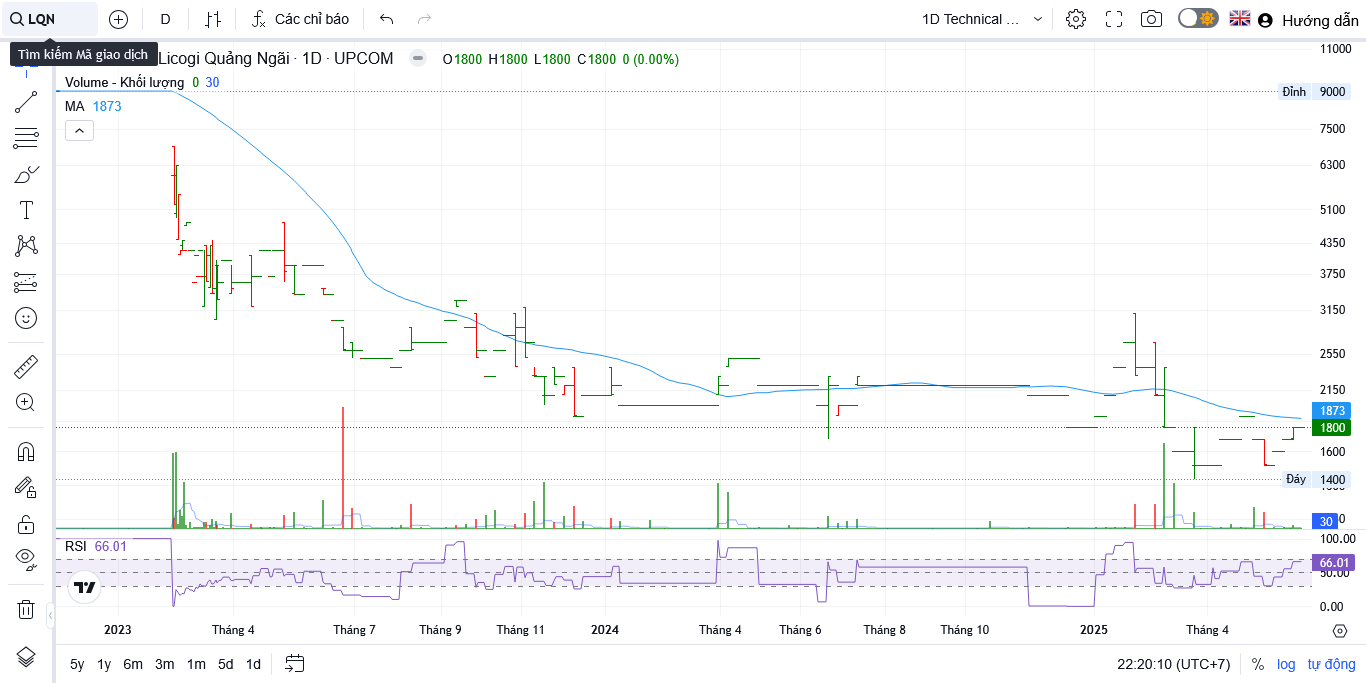 LQN
D
Các chỉ báo
1D Technical ...
Hướng dẫn
Tìm kiếm Mã giao dịch
Licogi Quảng Ngãi · 1D · UPCOM
O1800 H1800 L1800 C1800 0 (0.00%)
Volume - Khối lượng 0 30
MA 1873
11000
Đỉnh 9000
7500
6300
5100
4350
3750
3150
2550
2150
1873
1800
1600
Đáy 1400
30
RSI 66.01
100.00
66.01
50.00
0.00
2023 Tháng 4 Tháng 7 Tháng 9 Tháng 11 2024 Tháng 4 Tháng 6 Tháng 8 Tháng 10 2025 Tháng 4
5y 1y 6m 3m 1m 5d 1d
22:20:10 (UTC+7) % log tự động